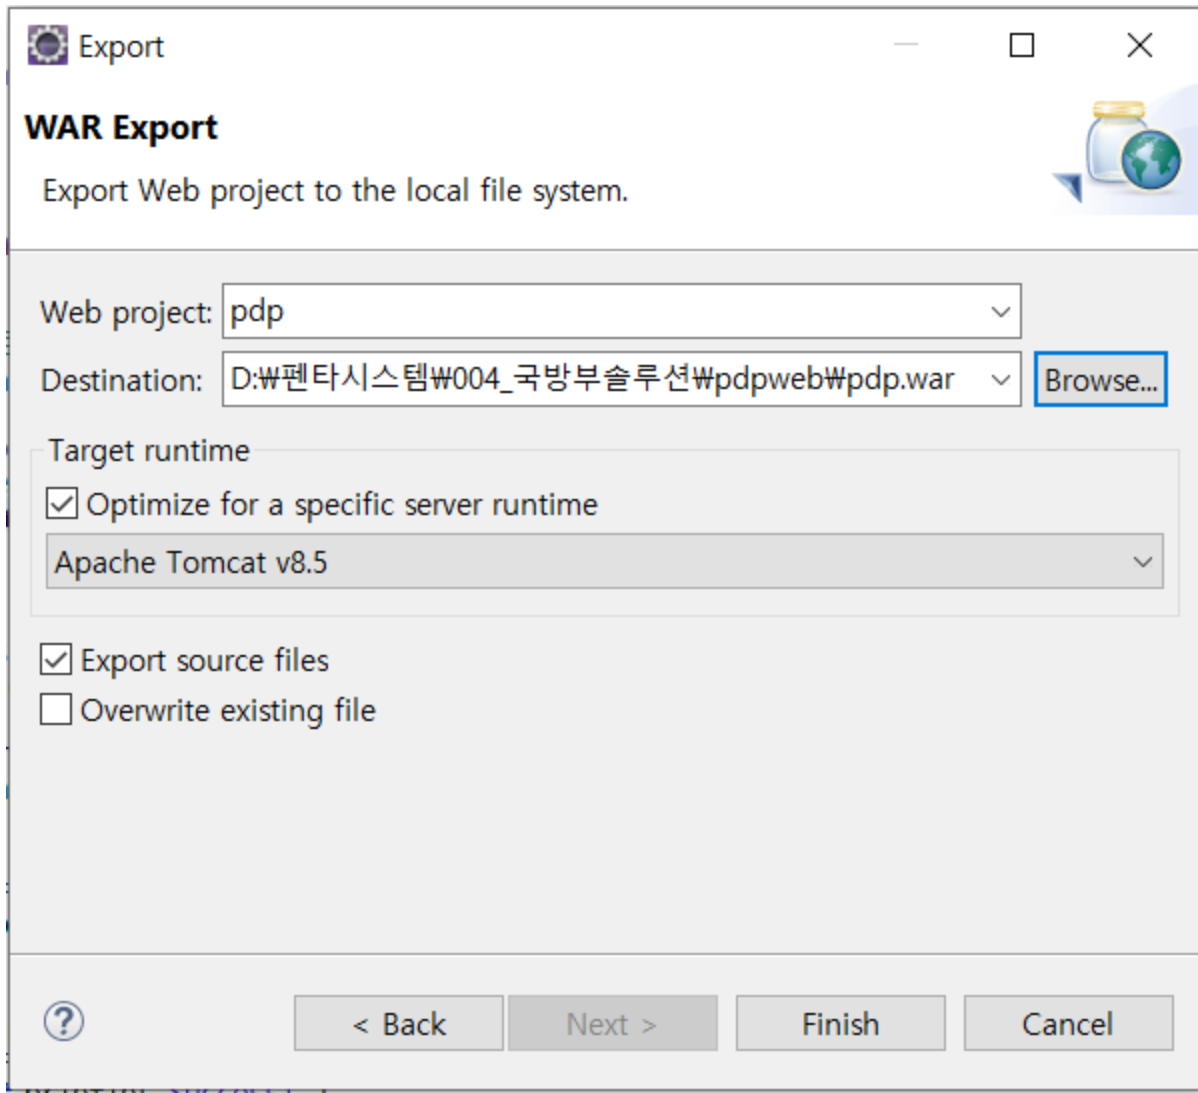 Export
WAR Export
Export Web project to the local file system.
Web project: pdp
Destination: D:₩펜타시스템₩004_국방부솔루션₩pdpweb₩pdp.war Browse...
Target runtime
Optimize for a specific server runtime
Apache Tomcat v8.5
Export source files
Overwrite existing file
? < Back Next > Finish Cancel